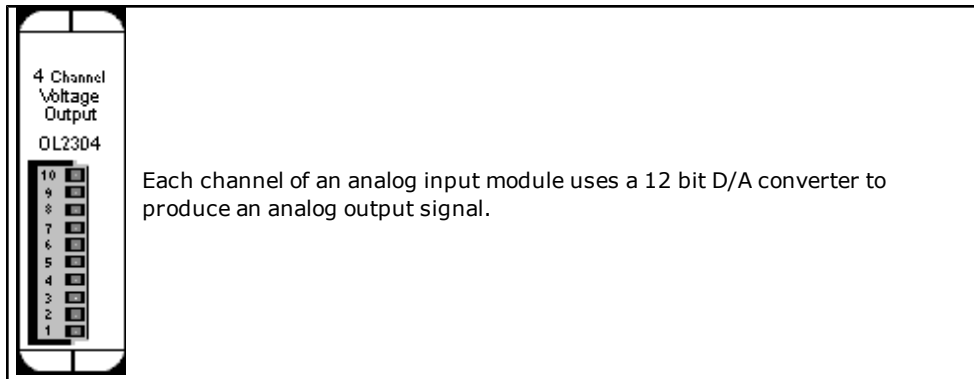 4 Channel
Voltage
Output
OL2304
10
9
8
7
6
5
4
3
2
1
Each channel of an analog input module uses a 12 bit D/A converter to
produce an analog output signal.